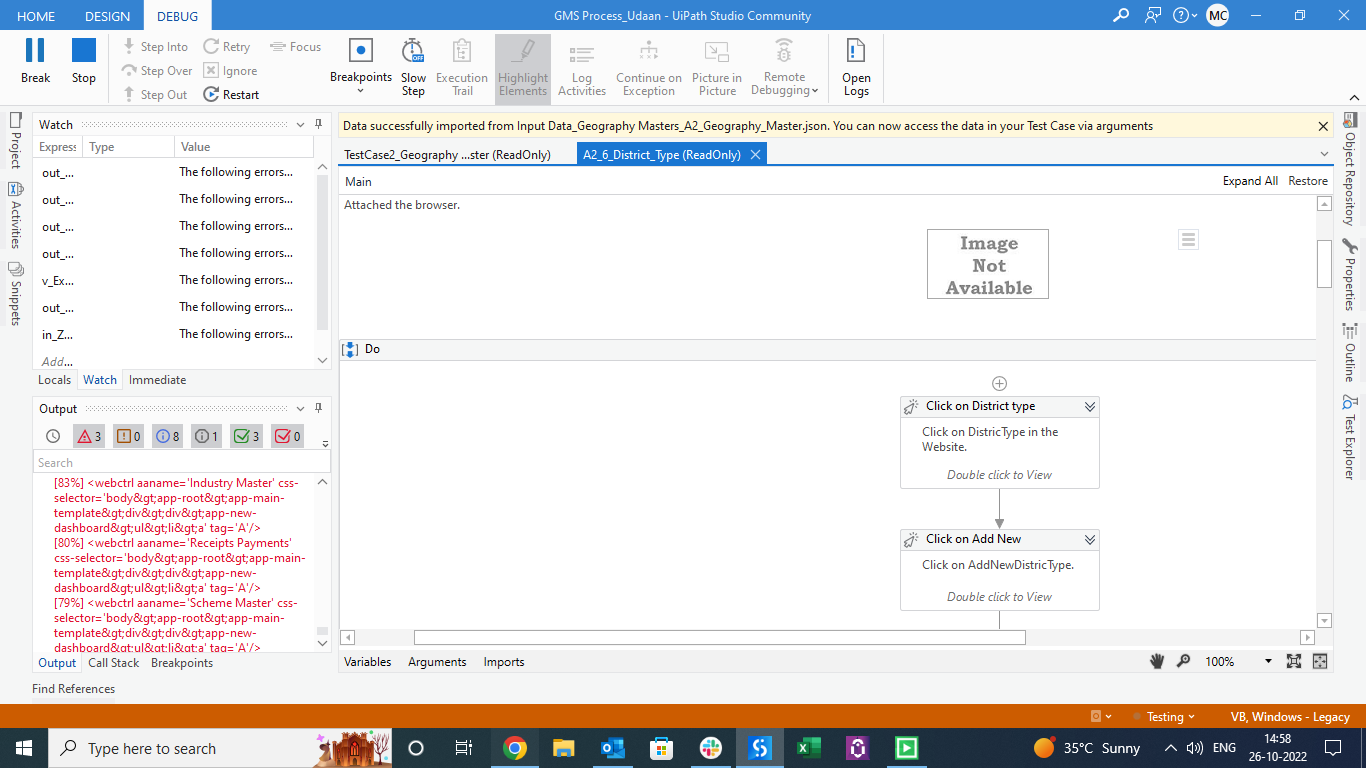 HOME DESIGN DEBUG GMS Process_Udaan - UiPath Studio Community MC
Break Stop Step Into Step Over Step Out Retry Ignore Restart Focus
Breakpoints Slow Step Execution Trail Highlight Elements Log Activities Continue on Exception Picture in Picture Remote Debugging Open Logs
Project
Activities
Snippets
Watch
Express Type Value
out_... The following errors...
out_... The following errors...
out_... The following errors...
out_... The following errors...
v_Ex... The following errors...
out_... The following errors...
in_Z... The following errors...
Add...
Locals Watch Immediate
Output
3 0 8 1 3 0
Search
[83%] <webctrl aaname='Industry Master' css-
selector='body&gt;app-root&gt;app-main-
template&gt;div&gt;div&gt;app-new-
dashboard&gt;ul&gt;li&gt;a' tag='A'/>
[80%] <webctrl aaname='Receipts Payments'
css-selector='body&gt;app-root&gt;app-main-
template&gt;div&gt;div&gt;app-new-
dashboard&gt;ul&gt;li&gt;a' tag='A'/>
[79%] <webctrl aaname='Scheme Master' css-
selector='body&gt;app-root&gt;app-main-
template&gt;div&gt;div&gt;app-new-
dashboard&gt;ul&gt;li&gt;a' tag='A'/>
Output Call Stack Breakpoints
Find References
Data successfully imported from Input Data_Geography Masters_A2_Geography_Master.json. You can now access the data in your Test Case via arguments
TestCase2_Geography ...ster (ReadOnly) A2_6_District_Type (ReadOnly)
Main Expand All Restore
Attached the browser.
Image
Not
Available
Do
Click on District type
Click on DistricType in the
Website.
Double click to View
Click on Add New
Click on AddNewDistricType.
Double click to View
Variables Arguments Imports 100%
Object Repository
Properties
Outline
Test Explorer
Testing VB, Windows - Legacy
Type here to search 35°C Sunny ENG 14:58
26-10-2022